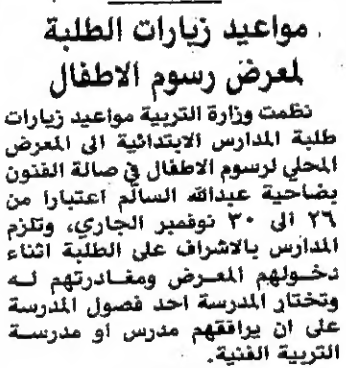 مواعيد زيارات الطلبة
لمعرض رسوم الاطفال
نظمت وزارة التربية مواعيد زيارات
طلبة المدارس الابتدائية الى المعرض
المحلي لرسوم الاطفال في صالة الفنون
بضاحية عبدالله السالم اعتبارا من
٢٦ الى ٣٠ نوفمبر الجاري، وتلزم
المدارس بالاشراف على الطلبة اثناء
دخولهم المعرض ومغادرتهم له
وتختار المدرسة احد فصول المدرسة
على ان يرافقهم مدرس او مدرسة
التربية الفنية.